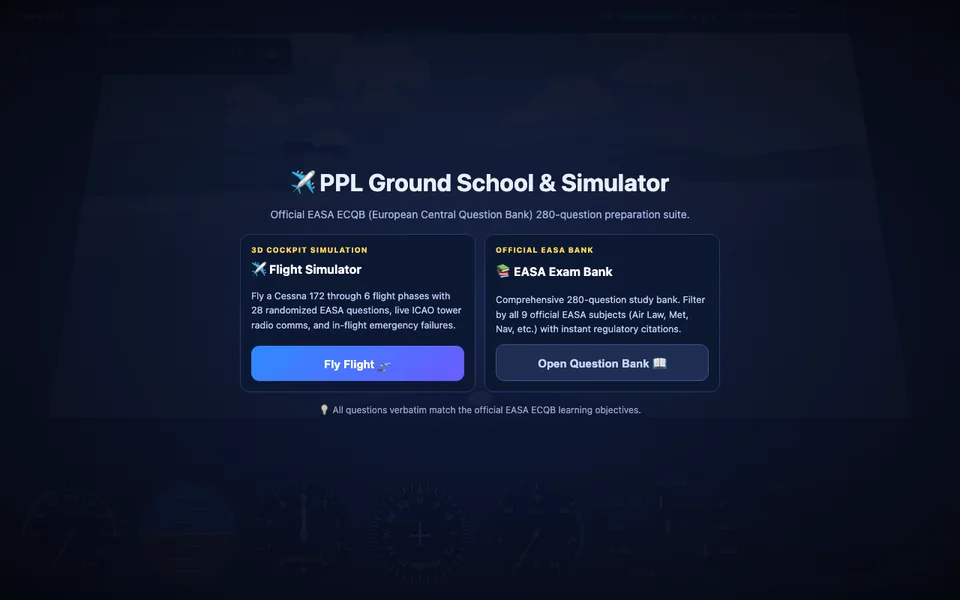 ✈️ PPL Ground School & Simulator
Official EASA ECQB (European Central Question Bank) 280-question preparation suite.
3D COCKPIT SIMULATION
✈️ Flight Simulator
Fly a Cessna 172 through 6 flight phases with
28 randomized EASA questions, live ICAO tower
radio comms, and in-flight emergency failures.
Fly Flight 🛫
OFFICIAL EASA BANK
📚 EASA Exam Bank
Comprehensive 280-question study bank. Filter
by all 9 official EASA subjects (Air Law, Met,
Nav, etc.) with instant regulatory citations.
Open Question Bank 📖
💡 All questions verbatim match the official EASA ECQB learning objectives.